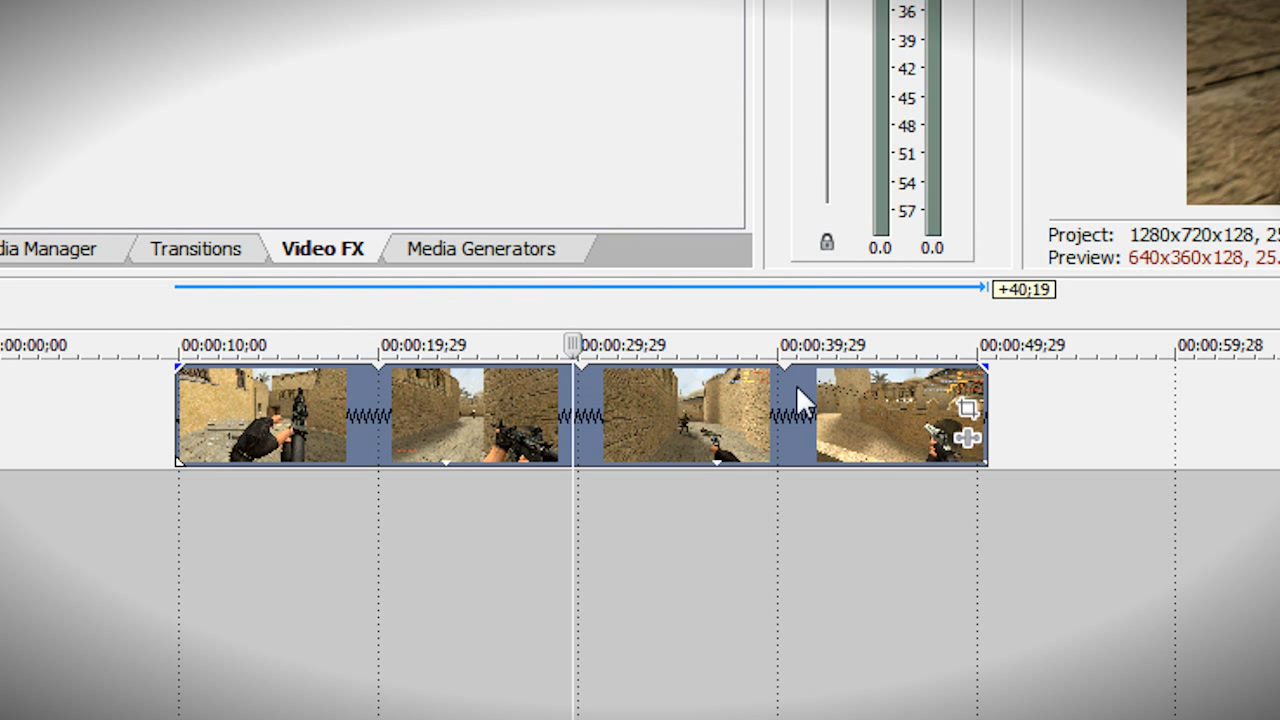 36
39
42
45
48
51
54
57
dia Manager Transitions Video FX Media Generators
0.0 0.0
Project: 1280x720x128, 25
Preview: 640x360x128, 25.
+40;19
:00:00;00 00:00:10;00 00:00:19;29 00:00:29;29 00:00:39;29 00:00:49;29 00:00:59;28